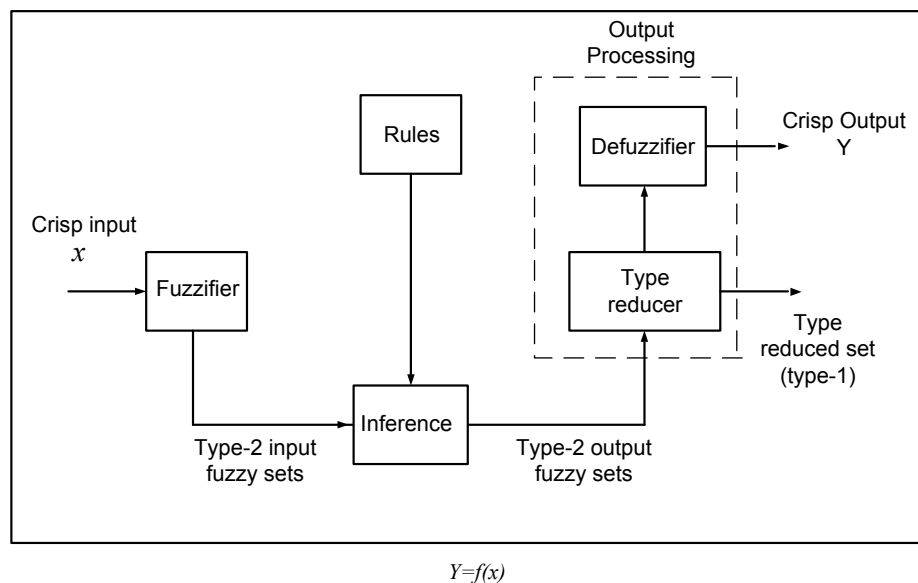 Output
Processing
Rules
Defuzzifier
Crisp Output
Y
Crisp input
x
Fuzzifier
Type
reducer
Type
reduced set
(type-1)
Inference
Type-2 input
fuzzy sets
Type-2 output
fuzzy sets
Y=f(x)